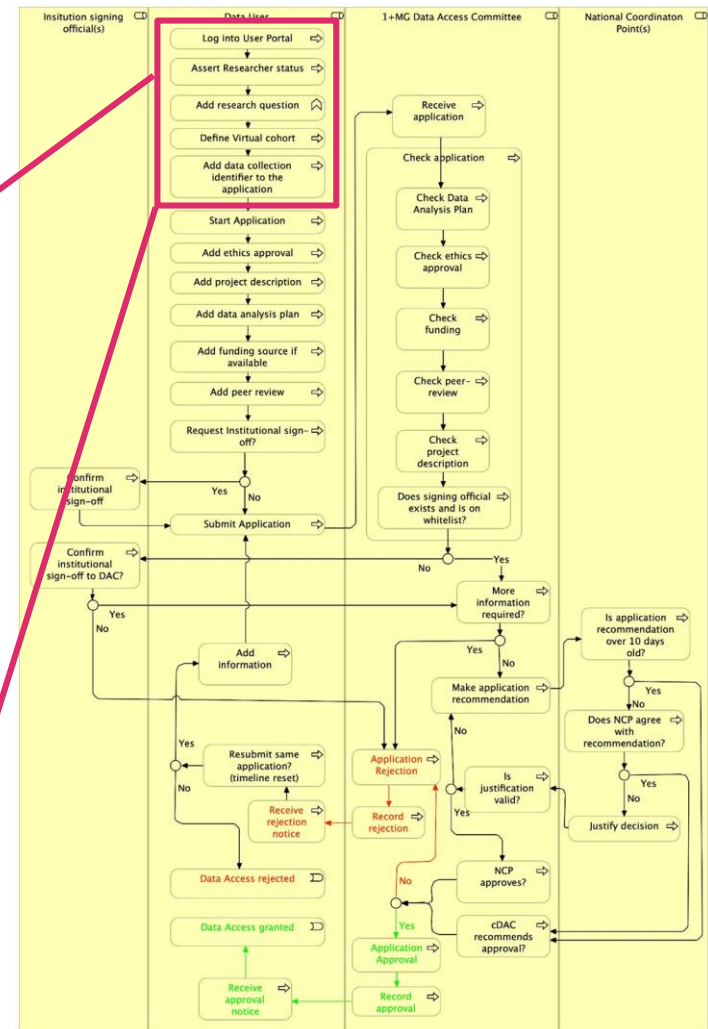 Insitution signing
official(s)
Data User
1+MG Data Access Committee
National Coordinaton
Point(s)
Log into User Portal
Assert Researcher status
Add research question
Define Virtual cohort
Add data collection
identifier to the
application
Start Application
Add ethics approval
Add project description
Add data analysis plan
Add funding source if
available
Add peer review
Request Institutional sign-
off?
Yes
No
Confirm
institutional
sign-off
Submit Application
Receive
application
Check application
Check Data
Analysis Plan
Check ethics
approval
Check
funding
Check peer-
review
Check
project
description
Does signing official
exists and is on
whitelist?
No
Yes
Confirm
institutional
sign-off to DAC?
Yes
No
More
information
required?
Yes
No
Add
information
Make application
recommendation
Is application
recommendation
over 10 days
old?
Yes
No
Does NCP agree
with
recommendation?
Yes
No
Justify decision
Is
justification
valid?
No
Yes
Application
Rejection
Record
rejection
Receive
rejection
notice
Resubmit same
application?
(timeline reset)
Yes
No
Data Access rejected
NCP
approves?
cDAC
recommends
approval?
No
Yes
Application
Approval
Record
approval
Receive
approval
notice
Data Access granted